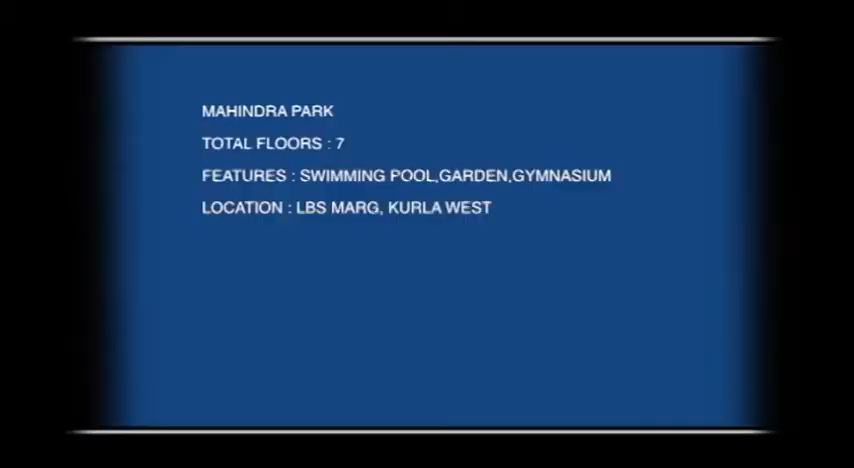 MAHINDRA PARK
TOTAL FLOORS : 7
FEATURES : SWIMMING POOL,GARDEN,GYMNASIUM
LOCATION : LBS MARG, KURLA WEST